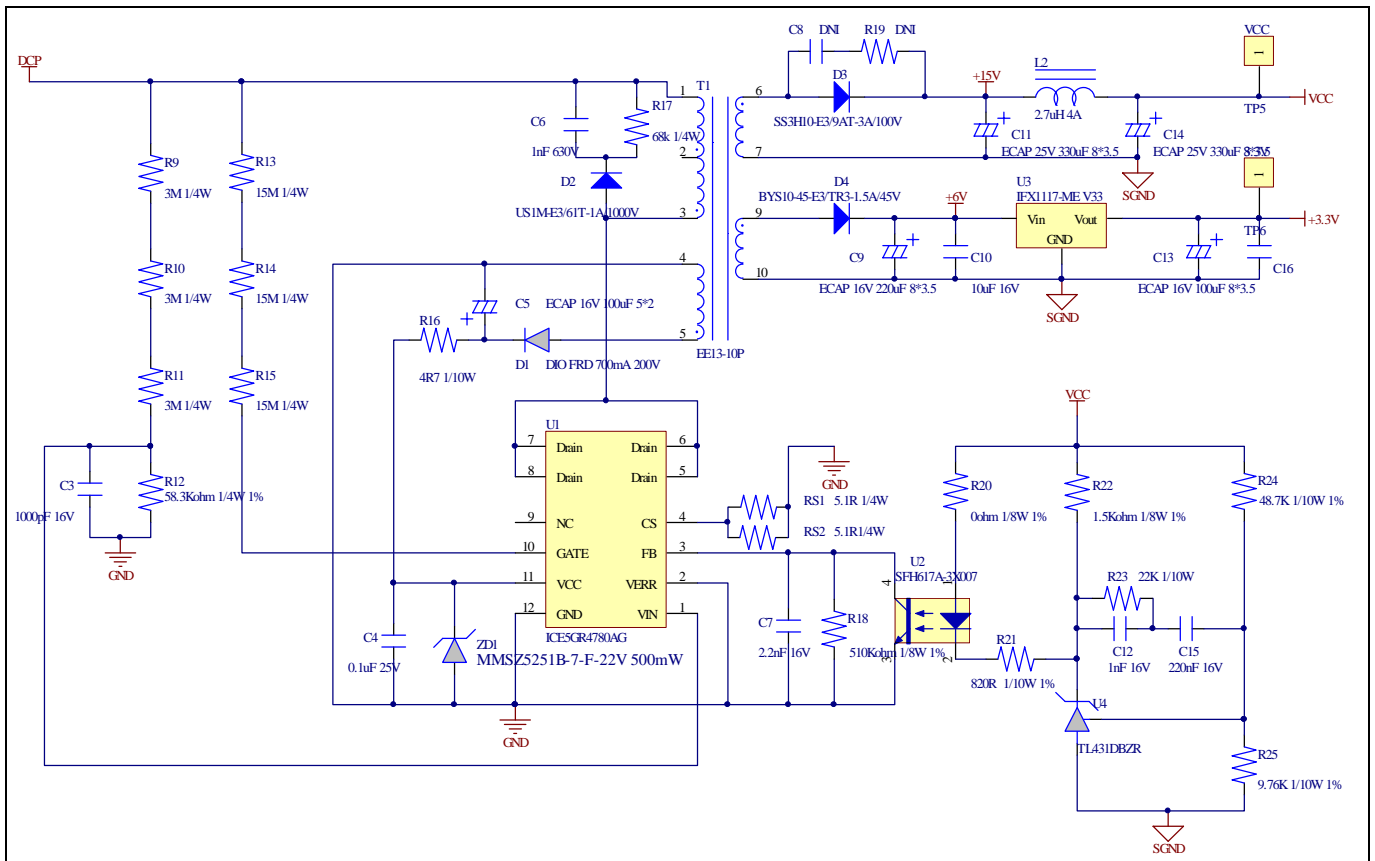 DCP
C8 DNI
R19 DNI
VCC
1
TP5
VCC
D3
SS3H10-E3/9AT-3A/100V
+15V
L2
2.7uH 4A
C11
ECAP 25V 330uF 8*3.5
C14
ECAP 25V 330uF 8*3.5
SGND
T1
1
2
3
4
5
6
7
9
10
EE13-10P
R17
68k 1/4W
C6
1nF 630V
D2
US1M-E3/61T-1A/1000V
R9
3M 1/4W
R10
3M 1/4W
R11
3M 1/4W
R13
15M 1/4W
R14
15M 1/4W
R15
15M 1/4W
D4
BYS10-45-E3/TR3-1.5A/45V
+6V
U3
IFX1117-ME V33
Vin
Vout
GND
1
TP6
+3.3V
C9
ECAP 16V 220uF 8*3.5
C10
10uF 16V
C13
ECAP 16V 100uF 8*3.5
C16
SGND
C5
ECAP 16V 100uF 5*2
R16
4R7 1/10W
D1
DIO FRD 700mA 200V
C3
1000pF 16V
R12
58.3Kohm 1/4W 1%
GND
U1
7 Drain
Drain 6
8 Drain
Drain 5
9 NC
CS 4
10 GATE
FB 3
11 VCC
VERR 2
12 GND
VIN 1
ICE5GR4780AG
GND
RS1 5.1R 1/4W
RS2 5.1R1/4W
C4
0.1uF 25V
ZD1
MMSZ5251B-7-F-22V 500mW
GND
C7
2.2nF 16V
R18
510Kohm 1/8W 1%
U2
SFH617A-3X007
4
1
3
2
VCC
R20
0ohm 1/8W 1%
R22
1.5Kohm 1/8W 1%
R24
48.7K 1/10W 1%
R23 22K 1/10W
C12
1nF 16V
C15
220nF 16V
R21
820R 1/10W 1%
U4
TL431DBZR
R25
9.76K 1/10W 1%
SGND